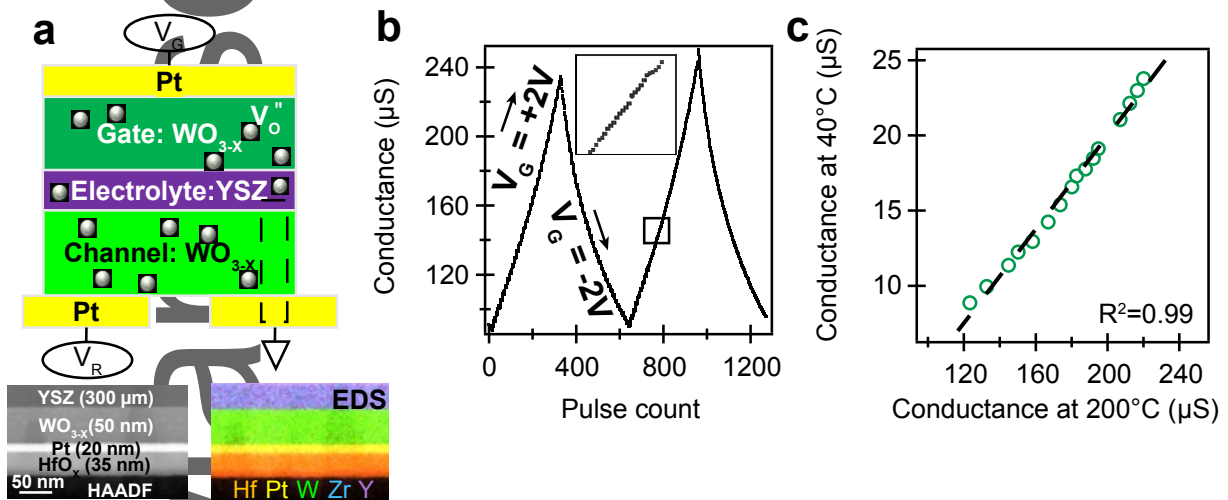 a
V_G
Pt
V_O"
Gate: WO_3-X
Electrolyte:YSZ
Channel: WO_3-X
Pt
V_R
YSZ (300 µm)
WO_3-X (50 nm)
Pt (20 nm)
HfO_X (35 nm)
50 nm
HAADF
EDS
Hf Pt W Zr Y
b
Conductance (µS)
240
200
160
120
V_G = +2V
V_G = -2V
0 400 800 1200
Pulse count
c
Conductance at 40°C (µS)
25
20
15
10
R²=0.99
120 160 200 240
Conductance at 200°C (µS)